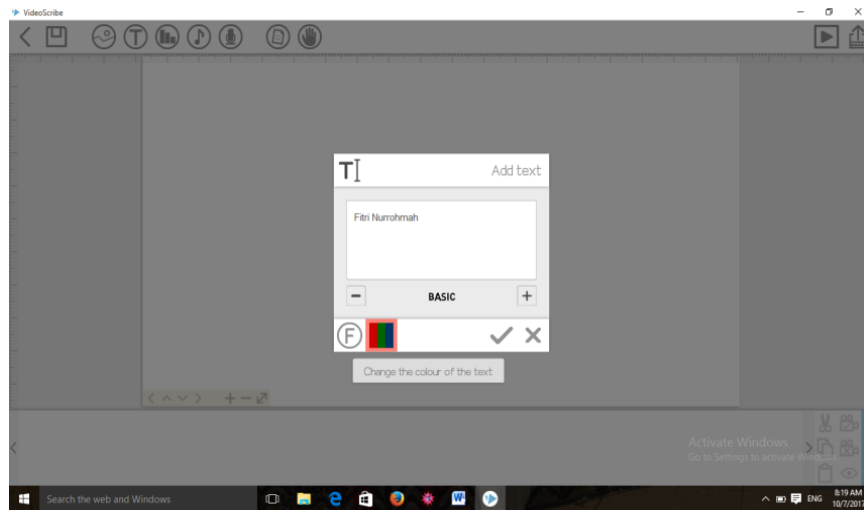 VideoScribe
T Add text
Fitri Nurrohmah
BASIC
F
Change the colour of the text
Activate Windows
Go to Settings to activate Windows.
Search the web and Windows
ENG
8:19 AM
10/7/2017